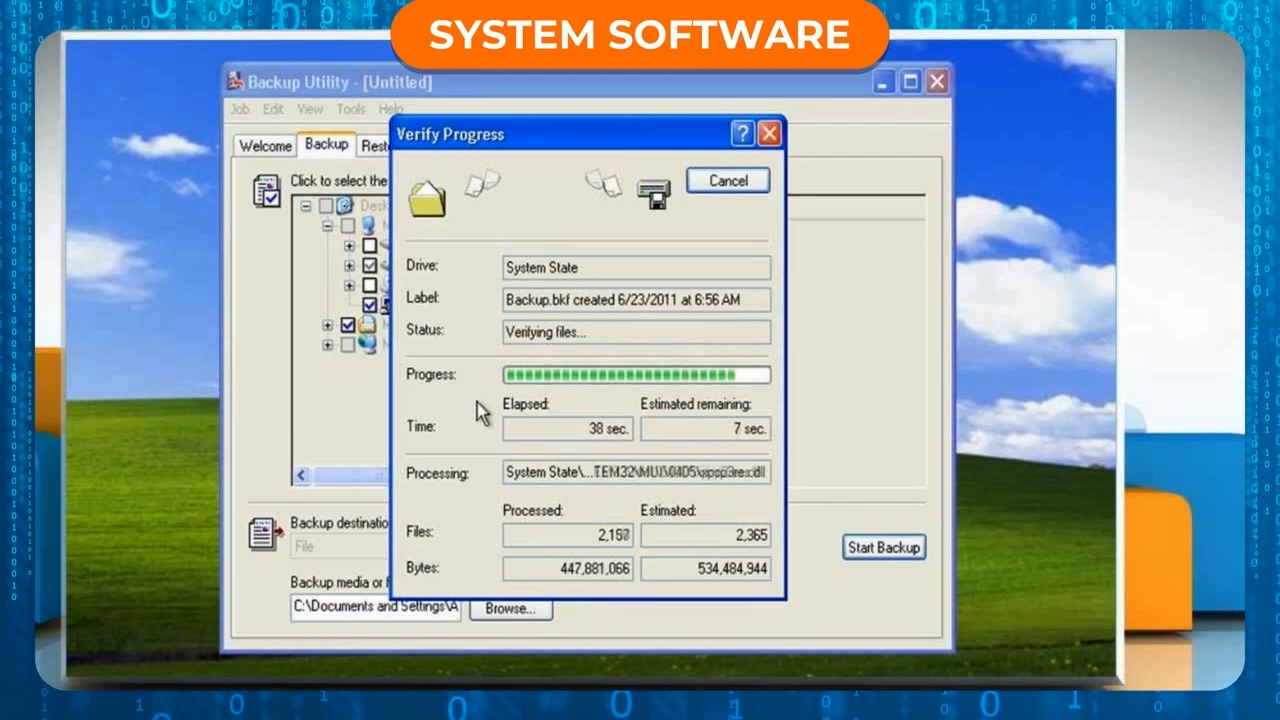 SYSTEM SOFTWARE
Backup Utility - [Untitled]
Job Edit View Tools Help
Welcome Backup
Click to select the
Verify Progress
Cancel
Drive: System State
Label: Backup.bkf created 6/23/2011 at 6:56 AM
Status: Verifying files...
Progress:
Elapsed: Estimated remaining:
Time: 38 sec. 7 sec.
Processing: System State\...
Processed: Estimated:
Files: 2,365
Bytes: 447,881,066 534,484,944
Backup destinatio
File
Start Backup
Backup media or f
C:\Documents and Settings\A Browse...